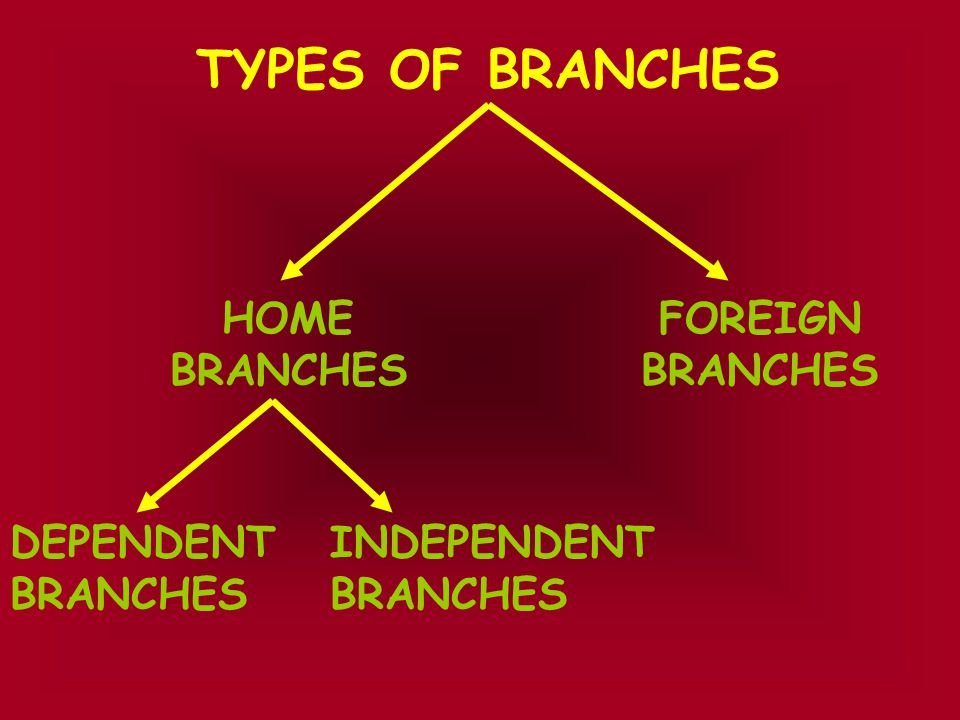 TYPES OF BRANCHES
HOME
BRANCHES
FOREIGN
BRANCHES
DEPENDENT
BRANCHES
INDEPENDENT
BRANCHES